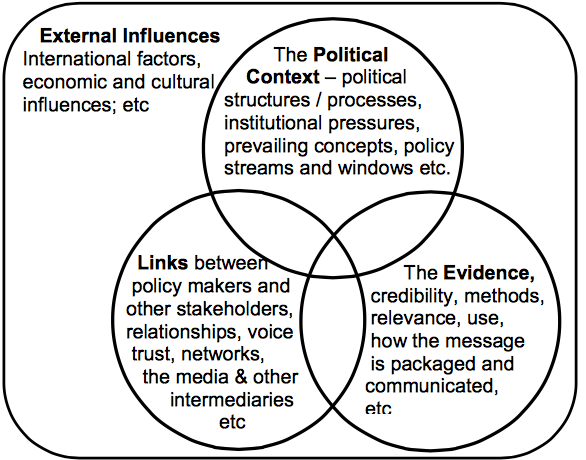 External Influences
International factors,
economic and cultural
influences; etc
The Political
Context – political
structures / processes,
institutional pressures,
prevailing concepts, policy
streams and windows etc.
Links between
policy makers and
other stakeholders,
relationships, voice
trust, networks,
the media & other
intermediaries
etc
The Evidence,
credibility, methods,
relevance, use,
how the message
is packaged and
communicated,
etc